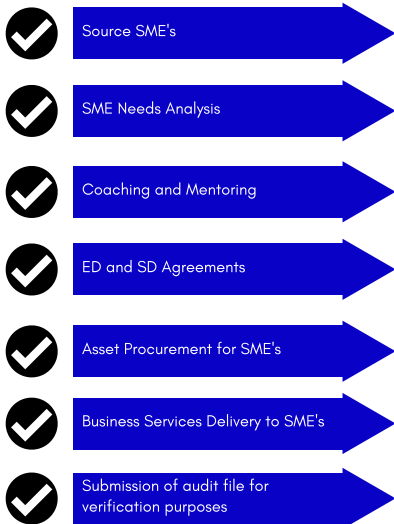 Source SME's
SME Needs Analysis
Coaching and Mentoring
ED and SD Agreements
Asset Procurement for SME's
Business Services Delivery to SME's
Submission of audit file for
verification purposes